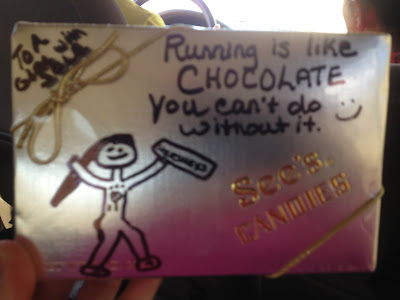 To A
Running is like
CHOCOLATE
You can't do
without it.
See's
CANDIES